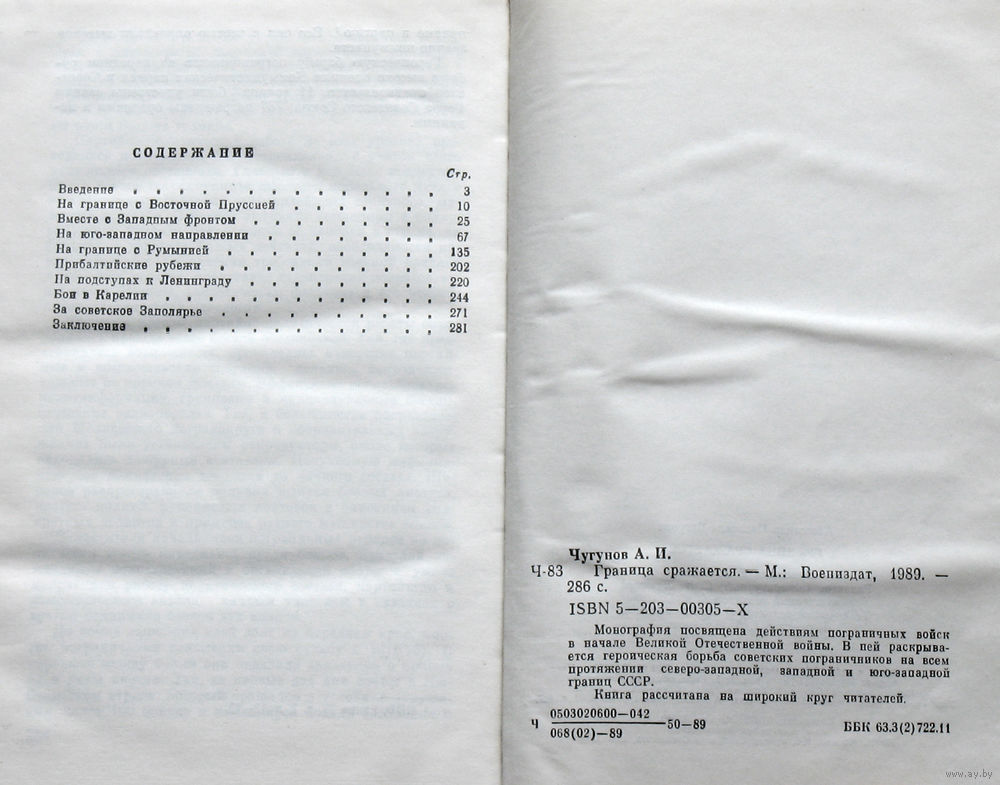 СОДЕРЖАНИЕ
Стр.
Введение . . . . . . . . . . . . . . 3
На границе с Восточной Пруссией . . . . . . . 10
Вместе с Западным фронтом . . . . . . . . . 25
На юго-западном направлении . . . . . . . . 67
На границе с Румынией . . . . . . . . . . 135
Прибалтийские рубежи . . . . . . . . . . 202
На подступах к Ленинграду . . . . . . . . . 220
Бои в Карелии . . . . . . . . . . . . 244
За советское Заполярье . . . . . . . . . . 271
Заключение . . . . . . . . . . . . . 281
Чугунов А. И.
Ч-83 Граница сражается. — М.: Воениздат, 1989. —
286 с.
ISBN 5—203—00305—X
Монография посвящена действиям пограничных войск
в начале Великой Отечественной войны. В ней раскрыва-
ется героическая борьба советских пограничников на всем
протяжении северо-западной, западной и юго-западной
границ СССР.
Книга рассчитана на широкий круг читателей.
Ч 0503020600—042
068(02)—89 —50—89
ББК 63.3(2)722.11
www.ay.by